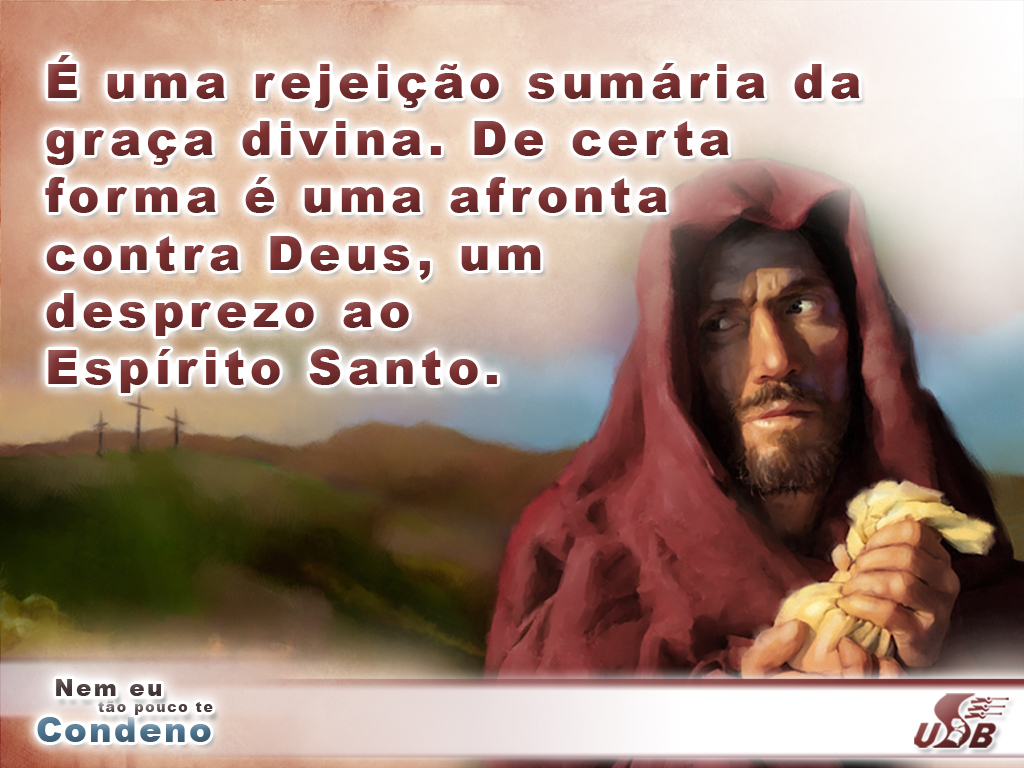 É uma rejeição sumária da
graça divina. De certa
forma é uma afronta
contra Deus, um
desprezo ao
Espírito Santo.
Nem eu
tão pouco te
Condeno
USB